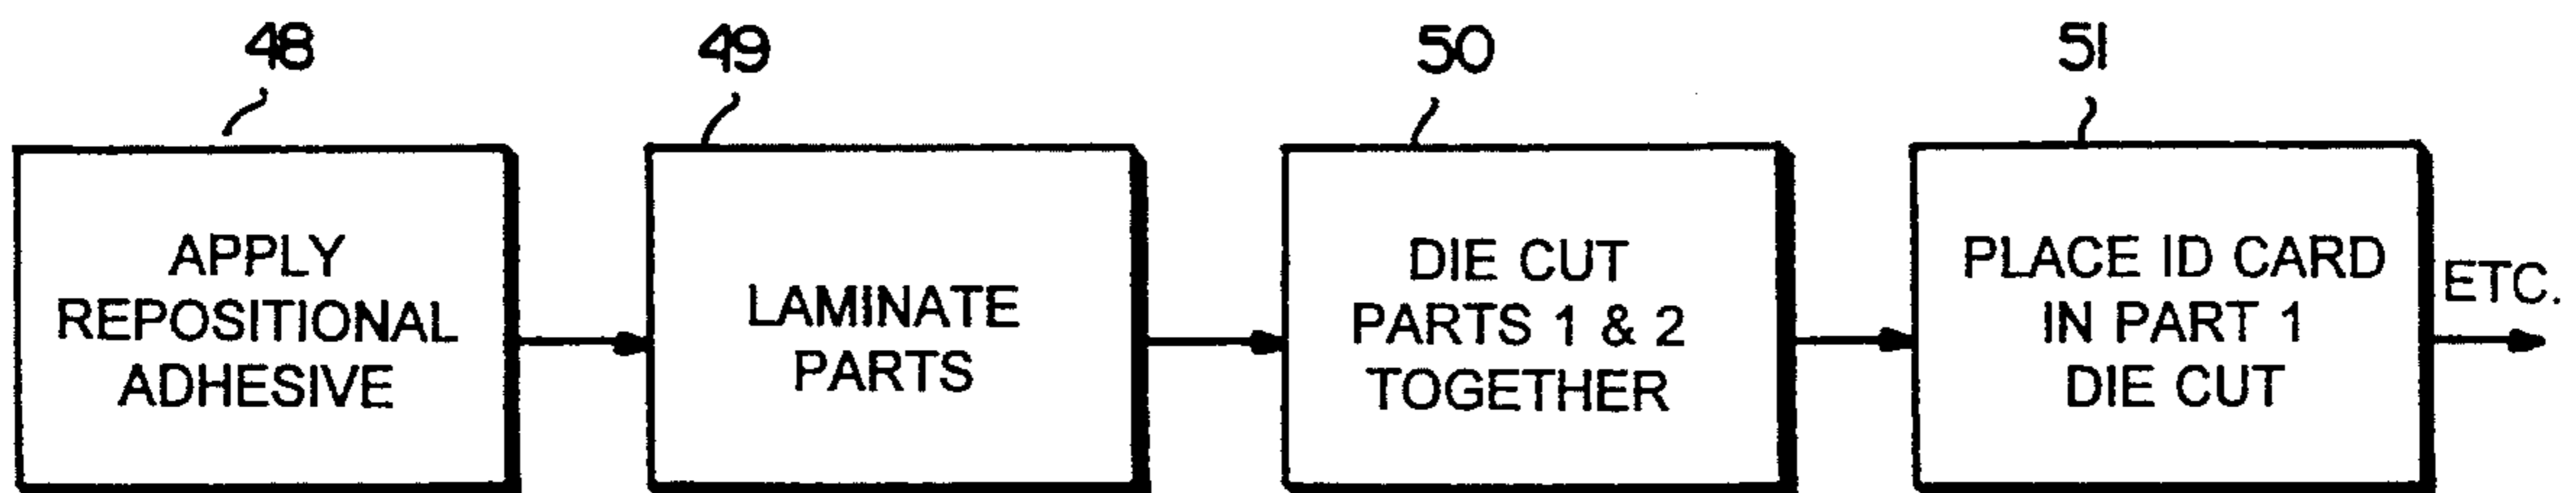 48
49
50
51
APPLY
REPOSITIONAL
ADHESIVE
LAMINATE
PARTS
DIE CUT
PARTS 1 & 2
TOGETHER
PLACE ID CARD
IN PART 1
DIE CUT
ETC.